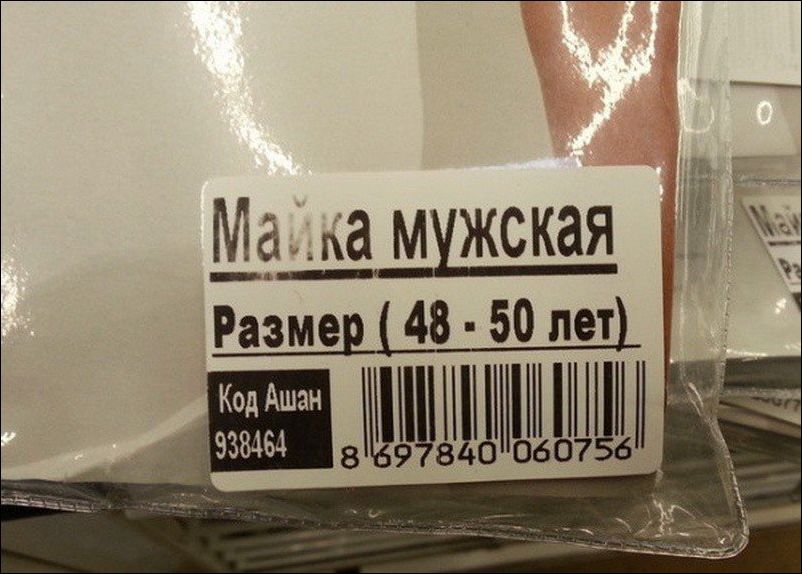 Майка мужская
Размер ( 48 - 50 лет)
Код Ашан
938464
8 697840 060756